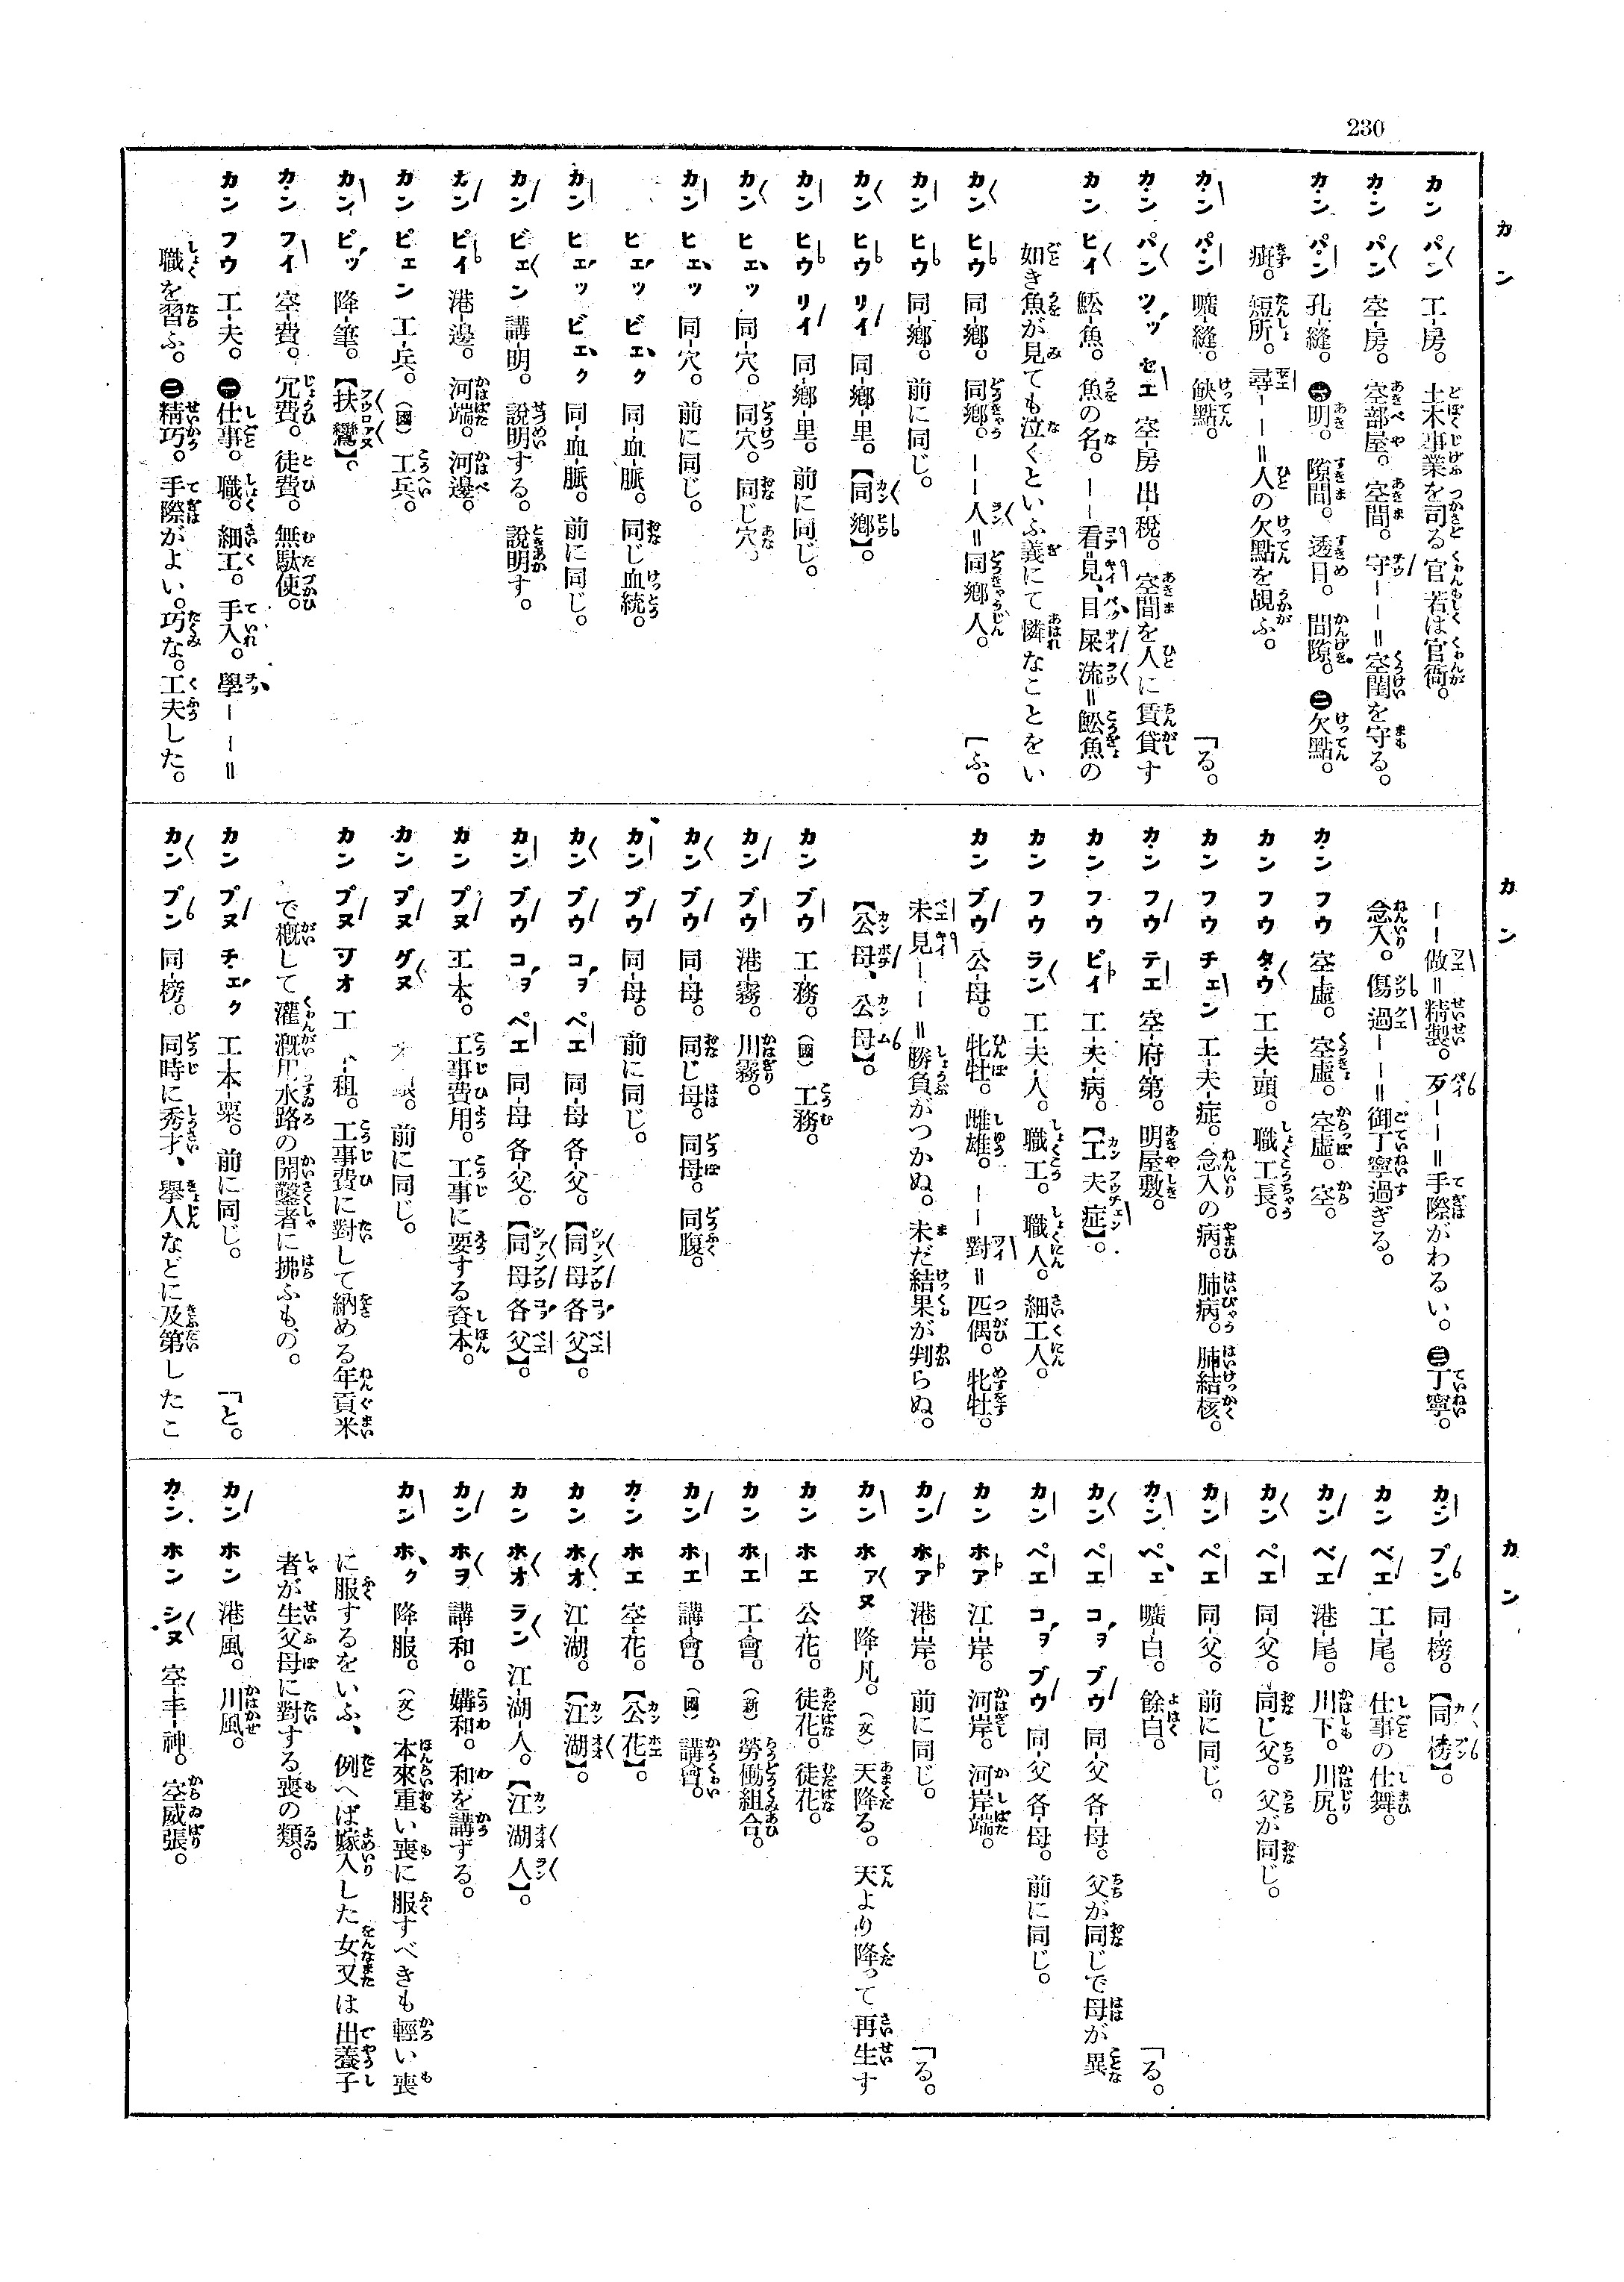 230
カン
カン パン 工-房。 土木事業を司る官若は官衙。
カン パン 空-房。 空部屋。空間。守ーー＝空閨を守る。
カン パン 孔-縫。 ㊀明。隙間。透目。間隙。㊁欠點。
疵。短所。尋ーー＝人の欠點を覘ふ。
カン パン 曠-縫。 缺點。 「る。
カン パン ツッ セエ 空-房出-稅。 空間を人に賃貸す
カン ヒイ 魟-魚。 魚の名。ーー看見、目屎流＝魟魚の
如き魚が見ても泣くといふ義にて憐なことをい
カン ヒウ 同-鄉。 同鄉。ーー人＝同鄉人。 「ふ。
カン ヒウ 同-鄉。 前に同じ。
カン ヒウ リイ 同-鄉-里。【同鄉】。
カン ヒウ リイ 同-鄉-里。前に同じ。
カン ヒェッ 同-穴。 同穴。同じ穴。
カン ヒェッ 同-穴。 前に同じ。
ヒェッ ビェク 同-血-脈。 同じ血統。
カン ヒェッ ビェク 同-血-脈。 前に同じ。
カン ビェン 講-明。 說明する。說明す。
カン ピイ 港-邊。 河端。河邊。
カン ピェン 工-兵。（國）工兵。
カン ピッ 降-筆。【扶鸞】。
カン フイ 空-費。 冗費。徒費。無駄使。
カン フウ 工-夫。 ㊀仕事。職。細工。手入。學ーー＝
職を習ふ。㊁精巧。手際がよい。巧な。工夫した。
カン
ーー做＝精製。歹ーー＝手際がわるい。㊂丁寧。
念入。傷過ーー＝御丁寧過ぎる。
カン フウ 空-虛。 空虛。空虛。空。
カン フウ タウ 工-夫-頭。 職工長。
カン フウ チェン 工-夫-症。念入の病。肺病。肺結核。
カン フウ テエ 空-府-第。 明屋敷。
カン フウ ピイ 工-夫-病。【工夫症】。
カン フウ ラン 工-夫-人。 職工。職人。細工人。
カン ブウ 公-母。 牝牡。雌雄。ーー對＝匹偶。牝牡。
未見ーー＝勝負がつかぬ。未だ結果が判らぬ。
【公母、公母】。
カン ブウ 工-務。（國）工務。
カン ブウ 港-霧。 川霧。
カン ブウ 同-母。 同じ母。同母。同腹。
カン ブウ 同-母。 前に同じ。
カン ブウ コヲ ペエ 同-母各-父。【同母各父】。
カン ブウ コヲ ペエ 同-母各-父。【同母各父】。
カン プヌ 工-本。 工事費用。工事に要する資本。
カン プヌ グヌ 前に同じ。
カン プヌ ツオ 工 租。工事費に對して納める年貢米
で概して灌漑用水路の開鑿者に拂ふもの。
カン プヌ チェク 工-本-粟。前に同じ。 「と。
カン プン 同-榜。 同時に秀才、擧人などに及第したこ
カン
カン プン 同-榜。【同榜】。
カン ベエ 工-尾。 仕事の仕舞。
カン ベエ 港-尾。 川下。川尻。
カン ペエ 同-父。 同じ父。父が同じ。
カン ペエ 同-父。 前に同じ。
カン ペェ 曠-白。 餘白。 「る。
カン ペエ コヲ ブウ 同-父各-母。父が同じで母が異
カン ペエ コヲ ブウ 同-父各-母。前に同じ。
カン ホア 江-岸。 河岸。河岸端。
カン ホア 港-岸。 前に同じ。 「る。
カン ホアヌ 降-凡。（文）天降る。天より降って再生す
カン ホエ 公-花。 徒花。徒花。
カン ホエ 工-會。（新）勞働組合。
カン ホエ 講-會。（國）講會。
カン ホエ 空-花。【公花】。
カン ホオ 江-湖。【江湖】。
カン ホオ ラン 江-湖-人。【江湖人】。
カン ホヲ 講-和。 媾和。和を講ずる。
カン ホク 降-服。（文）本來重い喪に服すべきも輕い喪
に服するをいふ、例へば嫁入した女又は出養子
者が生父母に對する喪の類。
カン ホン 港-風。 川風。
カン ホン シヌ 空-丰-神。空威張。